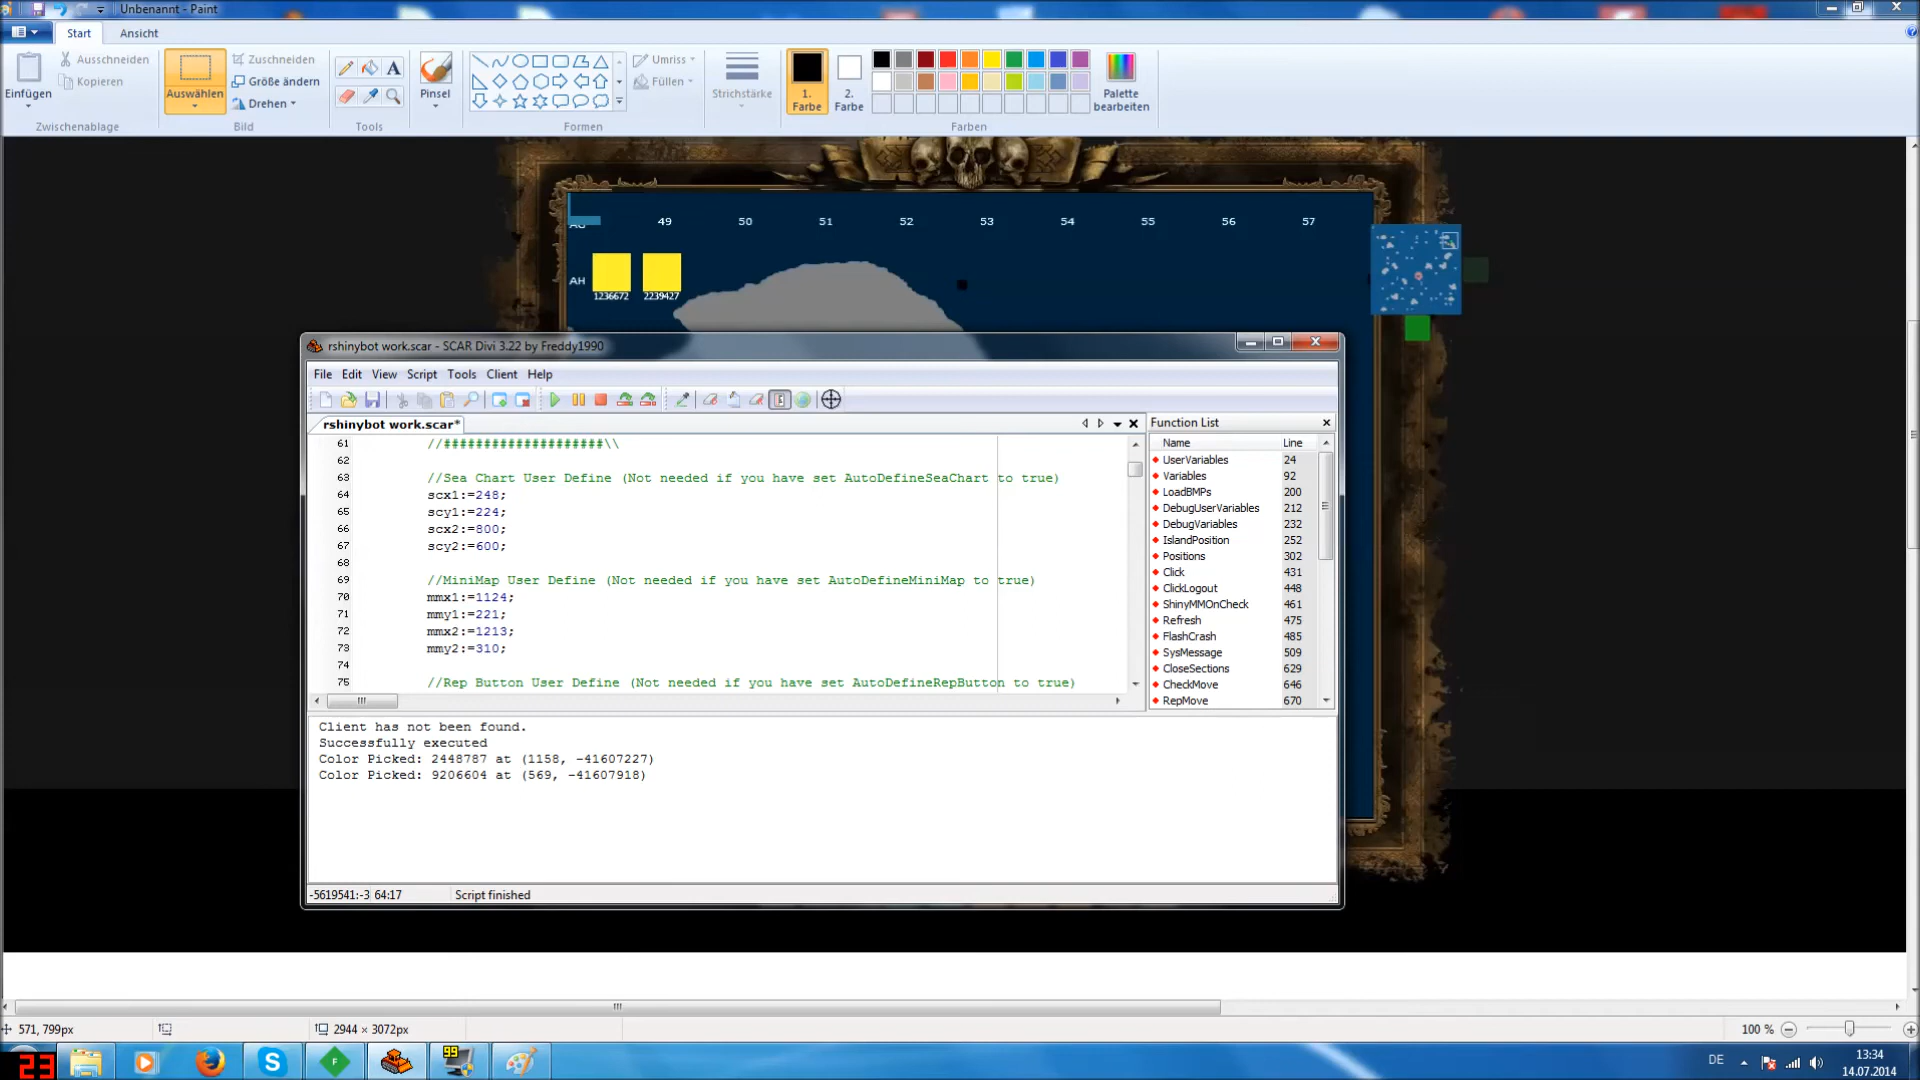 Unbenannt - Paint
Start
Ansicht
Einfügen
Ausschneiden
Kopieren
Zwischenablage
Auswählen
Zuschneiden
Größe ändern
Drehen
Bild
Tools
Pinsel
Umriss
Füllen
Formen
Strichstärke
1.
Farbe
2.
Farbe
Palette
bearbeiten
Farben
49 50 51 52 53 54 55 56 57
AH
1236672 2239427
rshinybot work.scar - SCAR Divi 3.22 by Freddy1990
File Edit View Script Tools Client Help
rshinybot work.scar*
61 //####################\\
62
63 //Sea Chart User Define (Not needed if you have set AutoDefineSeaChart to true)
64 scx1:=248;
65 scy1:=224;
66 scx2:=800;
67 scy2:=600;
68
69 //MiniMap User Define (Not needed if you have set AutoDefineMiniMap to true)
70 mmx1:=1124;
71 mmy1:=221;
72 mmx2:=1213;
73 mmy2:=310;
74
75 //Rep Button User Define (Not needed if you have set AutoDefineRepButton to true)
Function List
Name Line
UserVariables 24
Variables 92
LoadBMPs 200
DebugUserVariables 212
DebugVariables 232
IslandPosition 252
Positions 302
Click 431
ClickLogout 448
ShinyMMOnCheck 461
Refresh 475
FlashCrash 485
SysMessage 509
CloseSections 629
CheckMove 646
RepMove 670
Client has not been found.
Successfully executed
Color Picked: 2448787 at (1158, -41607227)
Color Picked: 9206604 at (569, -41607918)
-5619541:-3 64:17 Script finished
571, 799px
2944 × 3072px
100 %
23
99
DE
13:34
14.07.2014